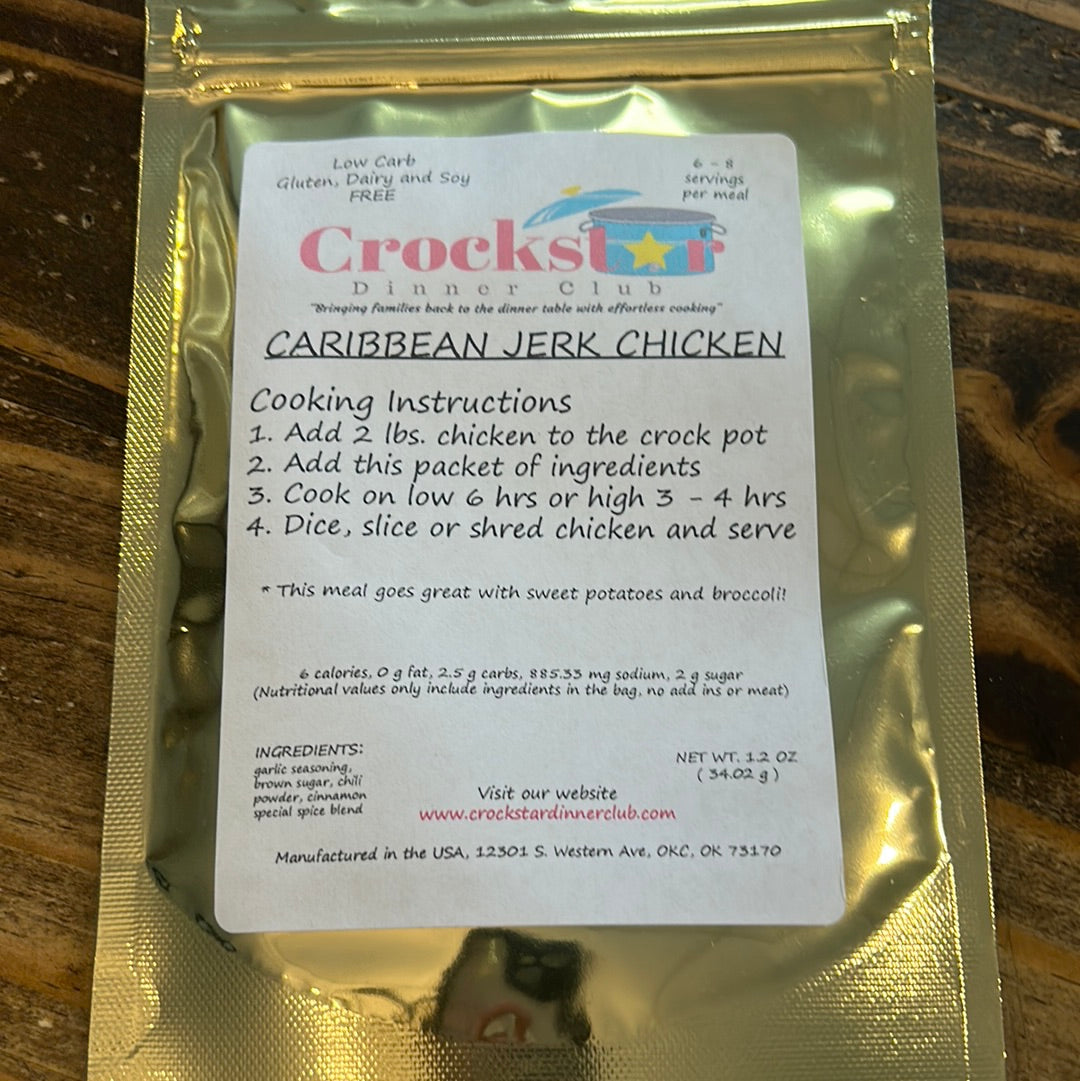 Low Carb
Gluten, Dairy and Soy
FREE
6 - 8
servings
per meal
Crockstar
Dinner Club
"Bringing families back to the dinner table with effortless cooking"
CARIBBEAN JERK CHICKEN
Cooking Instructions
1. Add 2 lbs. chicken to the crock pot
2. Add this packet of ingredients
3. Cook on low 6 hrs or high 3 - 4 hrs
4. Dice, slice or shred chicken and serve
* This meal goes great with sweet potatoes and broccoli!
6 calories, 0 g fat, 2.5 g carbs, 885.33 mg sodium, 2 g sugar
(Nutritional values only include ingredients in the bag, no add ins or meat)
INGREDIENTS:
garlic seasoning,
brown sugar, chili
powder, cinnamon
special spice blend
NET WT. 1.2 OZ
( 34.02 g )
Visit our website
www.crockstardinnerclub.com
Manufactured in the USA, 12301 S. Western Ave, OKC, OK 73170